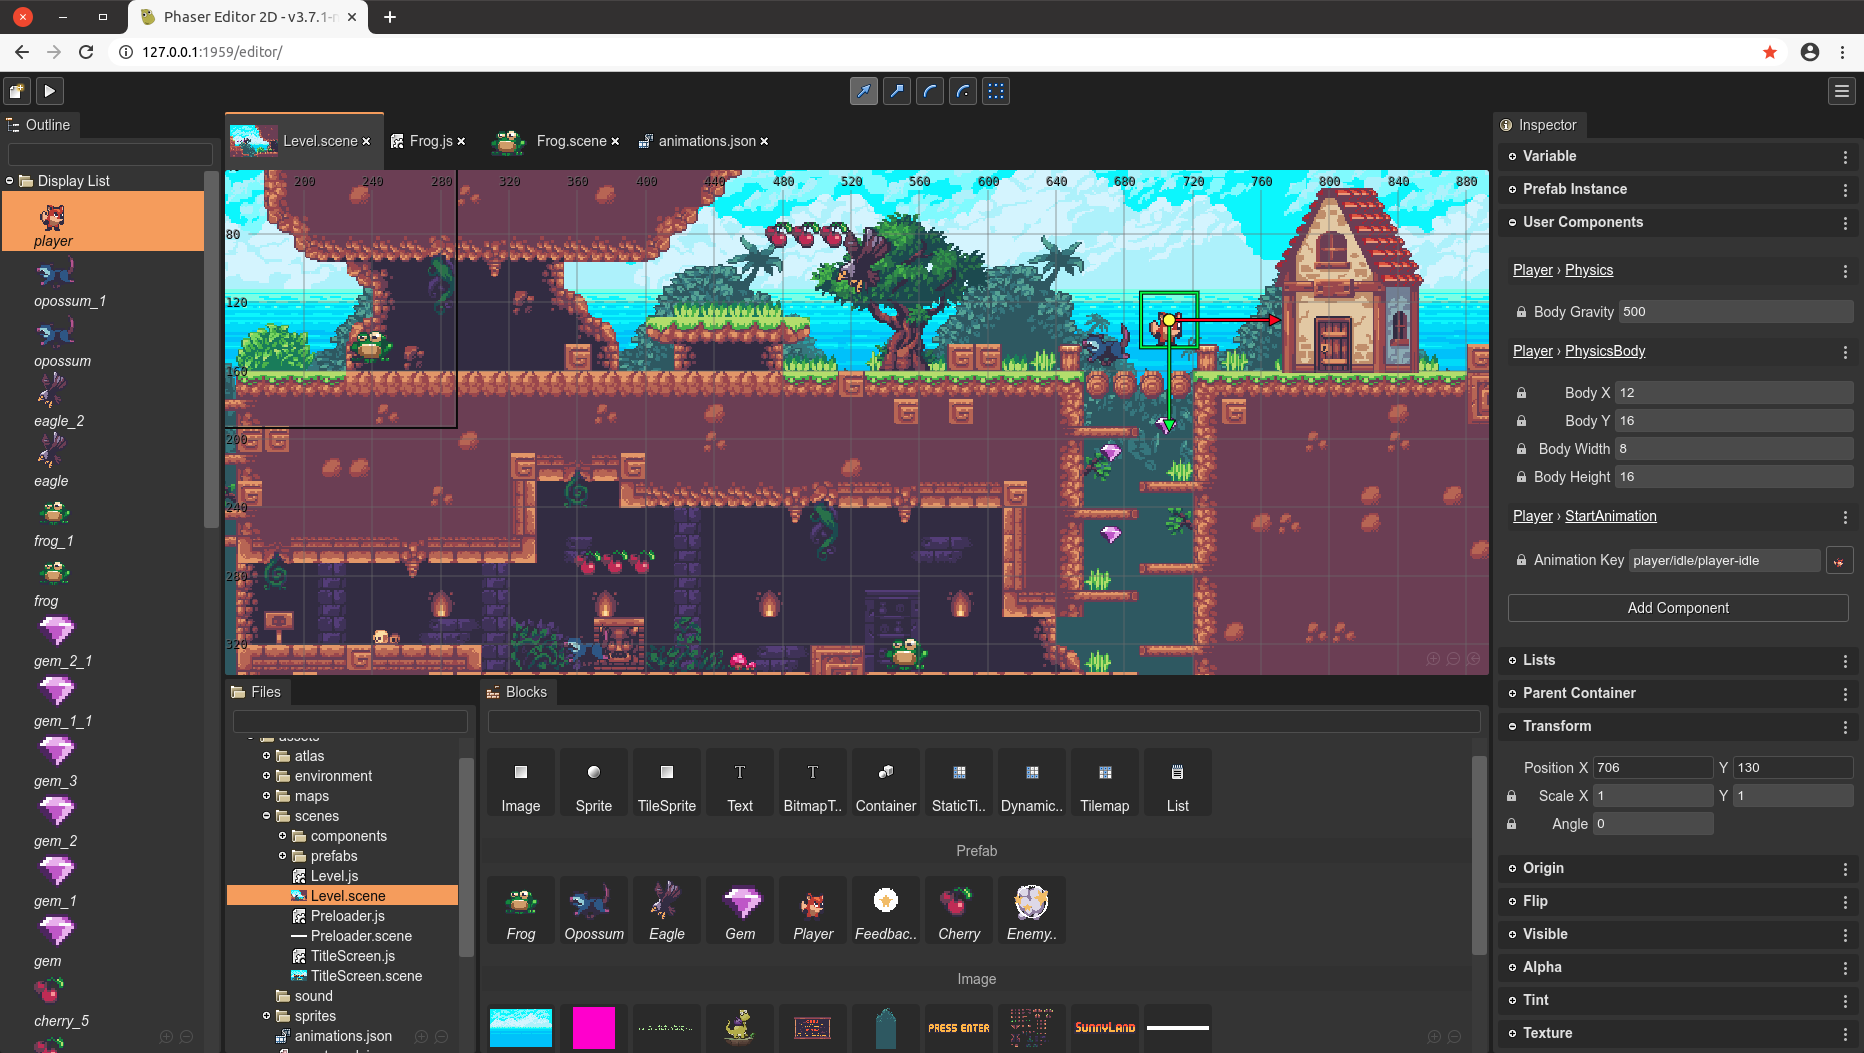 Phaser Editor 2D - v3.7.1-
127.0.0.1:1959/editor/
Outline
Display List
player
opossum_1
opossum
eagle_2
eagle
frog_1
frog
gem_2_1
gem_1_1
gem_3
gem_2
gem_1
gem
cherry_5
Level.scene
Frog.js
Frog.scene
animations.json
200 240 280 320 360 400 440 480 520 560 600 640 680 720 760 800 840 880
80
120
160
200
240
280
320
Files
assets
atlas
environment
maps
scenes
components
prefabs
Level.js
Level.scene
Preloader.js
Preloader.scene
TitleScreen.js
TitleScreen.scene
sound
sprites
animations.json
Blocks
Image
Sprite
TileSprite
Text
BitmapT..
Container
StaticTi..
Dynamic..
Tilemap
List
Prefab
Frog
Opossum
Eagle
Gem
Player
Feedbac..
Cherry
Enemy..
Image
PRESS ENTER
SUNNYLAND
Inspector
Variable
Prefab Instance
User Components
Player › Physics
Body Gravity 500
Player › PhysicsBody
Body X 12
Body Y 16
Body Width 8
Body Height 16
Player › StartAnimation
Animation Key player/idle/player-idle
Add Component
Lists
Parent Container
Transform
Position X 706 Y 130
Scale X 1 Y 1
Angle 0
Origin
Flip
Visible
Alpha
Tint
Texture